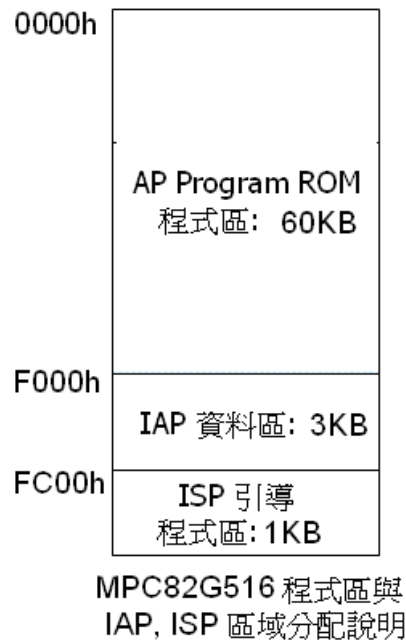 0000h
AP Program ROM
程式區: 60KB
F000h
IAP 資料區: 3KB
FC00h
ISP 引導
程式區:1KB
MPC82G516 程式區與
IAP, ISP 區域分配說明